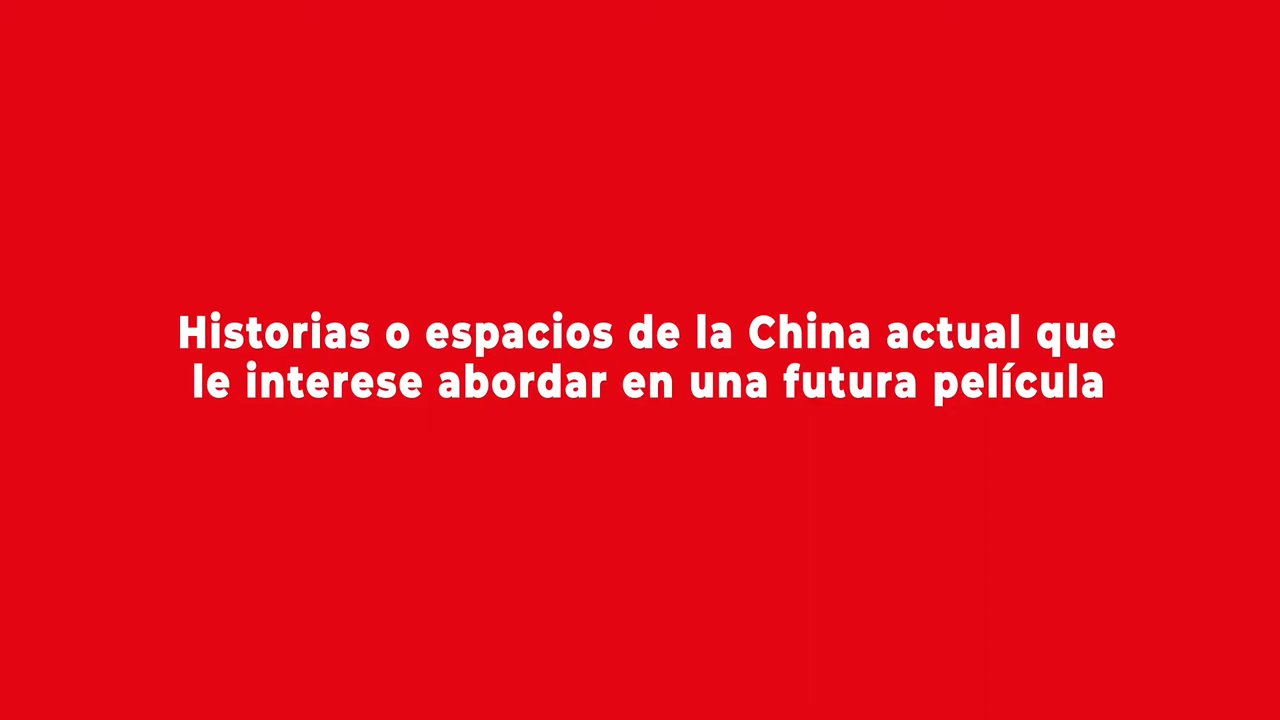 Historias o espacios de la China actual que
le interese abordar en una futura película